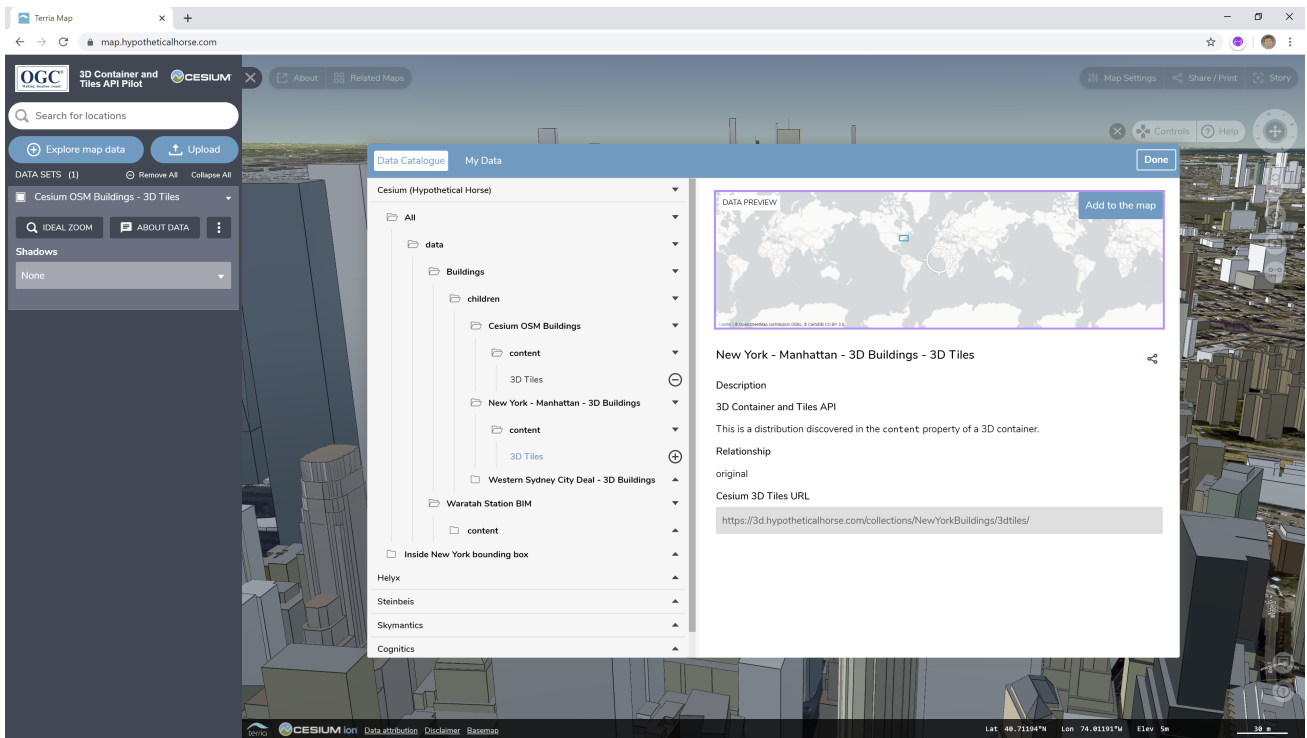 Terria Map
map.hypotheticalhorse.com
OGC
Making location count.
3D Container and
Tiles API Pilot
CESIUM
About
Related Maps
Map Settings
Share / Print
Story
Search for locations
Controls
Help
Explore map data
Upload
DATA SETS (1)
Remove All
Collapse All
Cesium OSM Buildings - 3D Tiles
IDEAL ZOOM
ABOUT DATA
Shadows
None
Data Catalogue
My Data
Done
Cesium (Hypothetical Horse)
All
data
Buildings
children
Cesium OSM Buildings
content
3D Tiles
New York - Manhattan - 3D Buildings
content
3D Tiles
Western Sydney City Deal - 3D Buildings
Waratah Station BIM
content
Inside New York bounding box
Helyx
Steinbeis
Skymantics
Cognitics
DATA PREVIEW
Add to the map
New York - Manhattan - 3D Buildings - 3D Tiles
Description
3D Container and Tiles API
This is a distribution discovered in the content property of a 3D container.
Relationship
original
Cesium 3D Tiles URL
https://3d.hypotheticalhorse.com/collections/NewYorkBuildings/3dtiles/
terria
CESIUM ion
Data attribution
Disclaimer
Basemap
Lat 40.71194°N Lon 74.01191°W Elev 5m
30 m